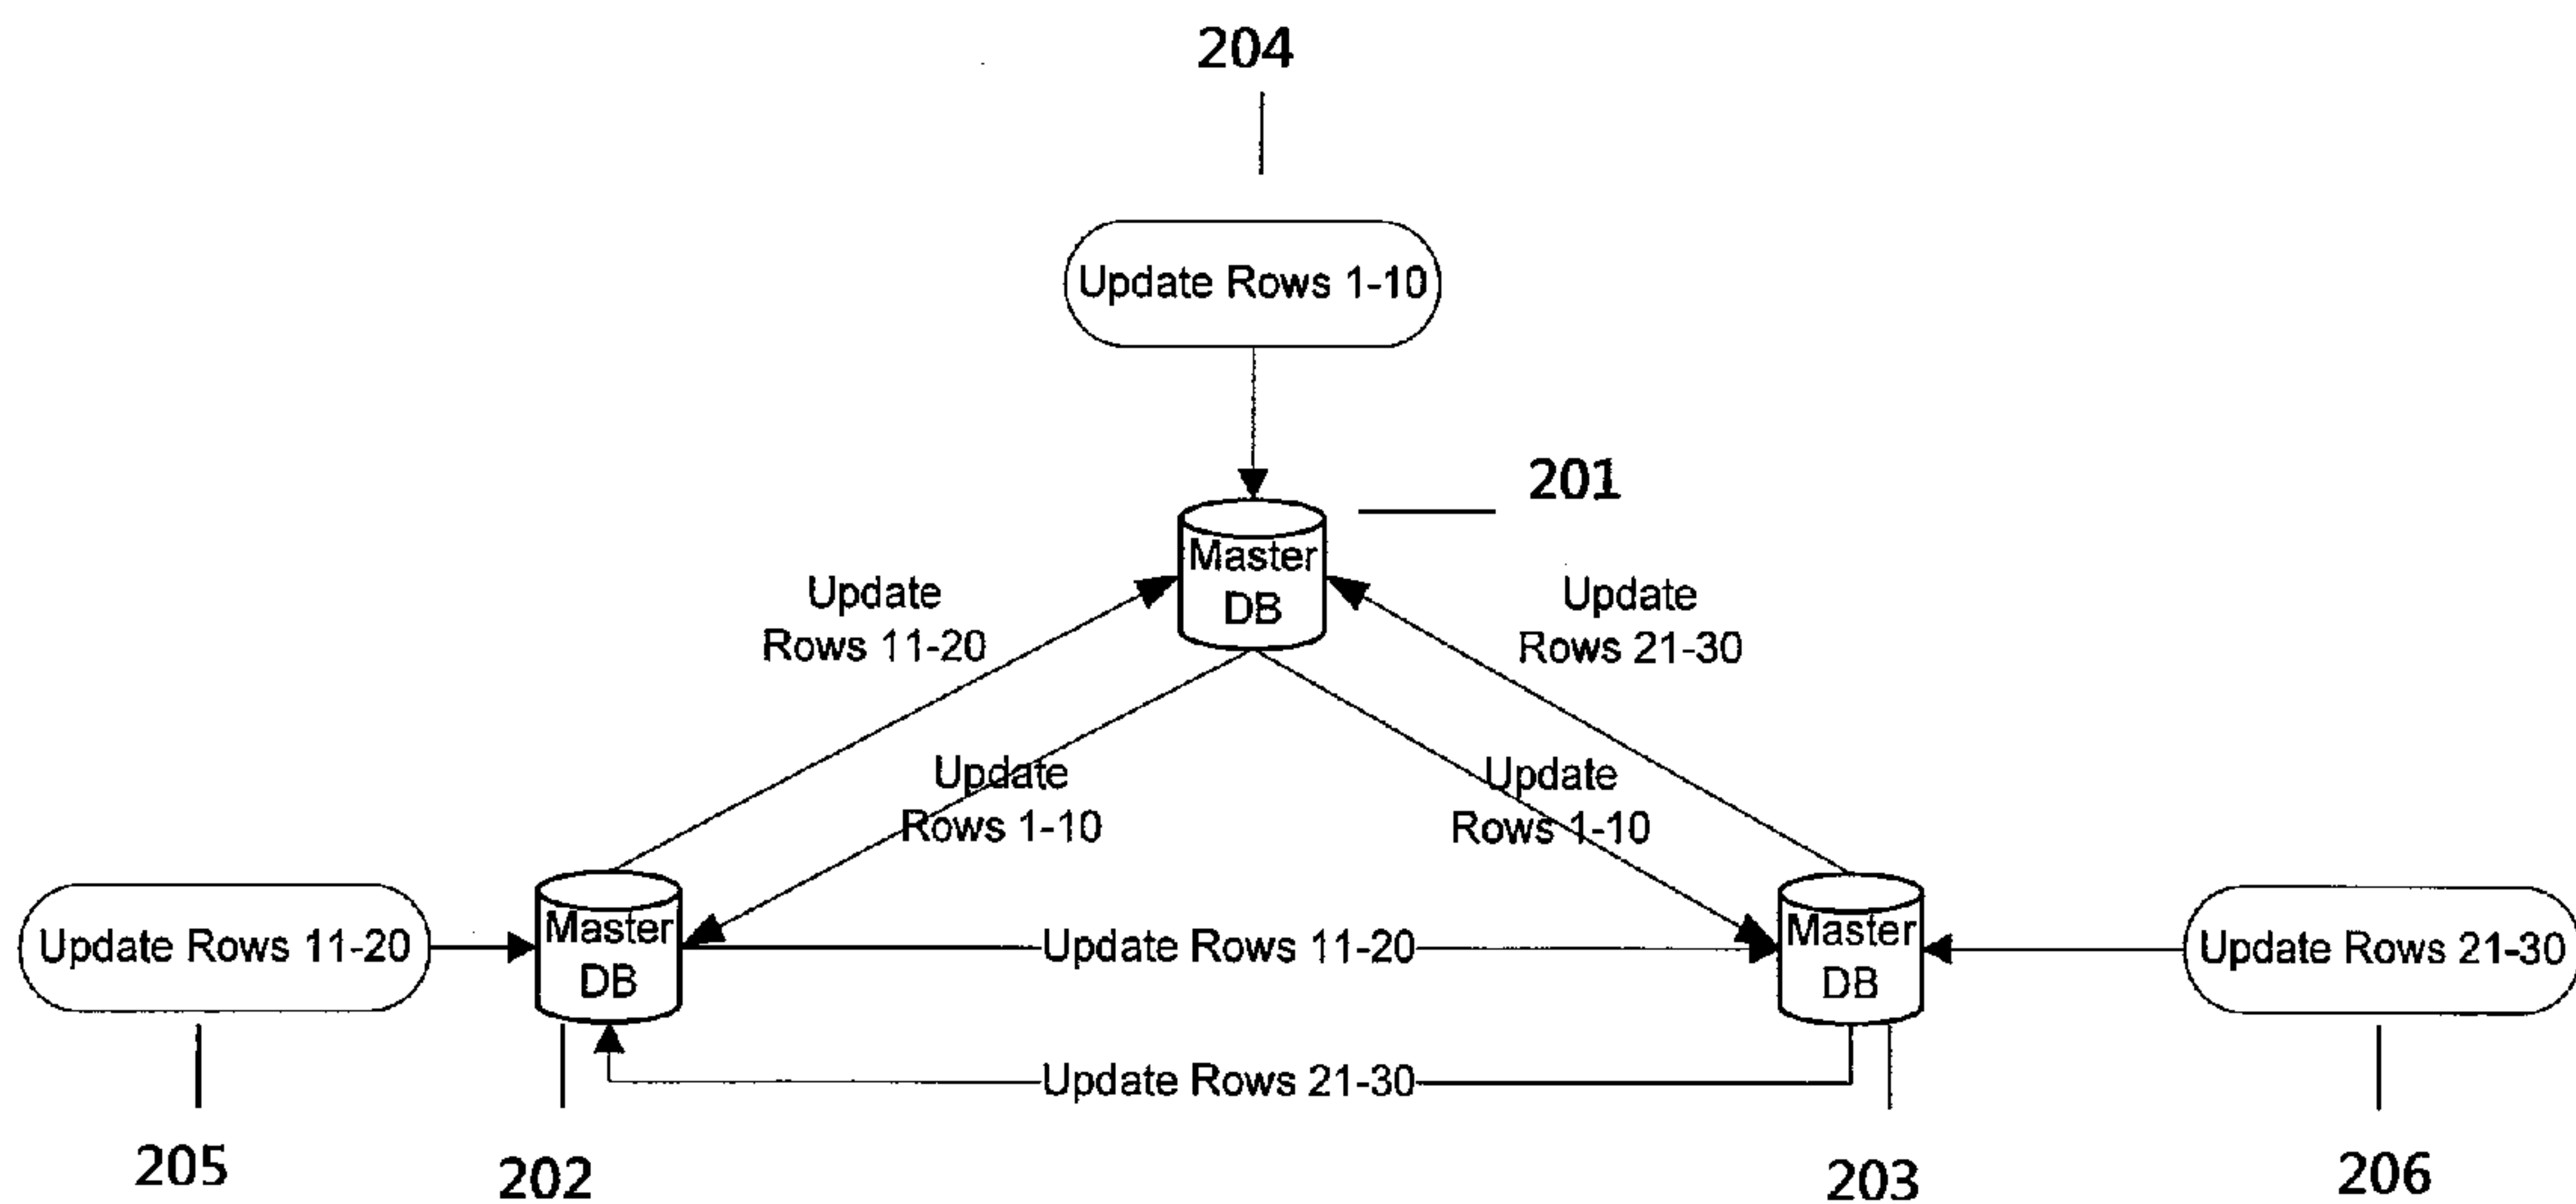 204
Update Rows 1-10
201
Master
DB
Update
Rows 11-20
Update
Rows 21-30
Update
Rows 1-10
Update
Rows 1-10
Update Rows 11-20
Master
DB
Update Rows 11-20
Master
DB
Update Rows 21-30
Update Rows 21-30
205
202
203
206